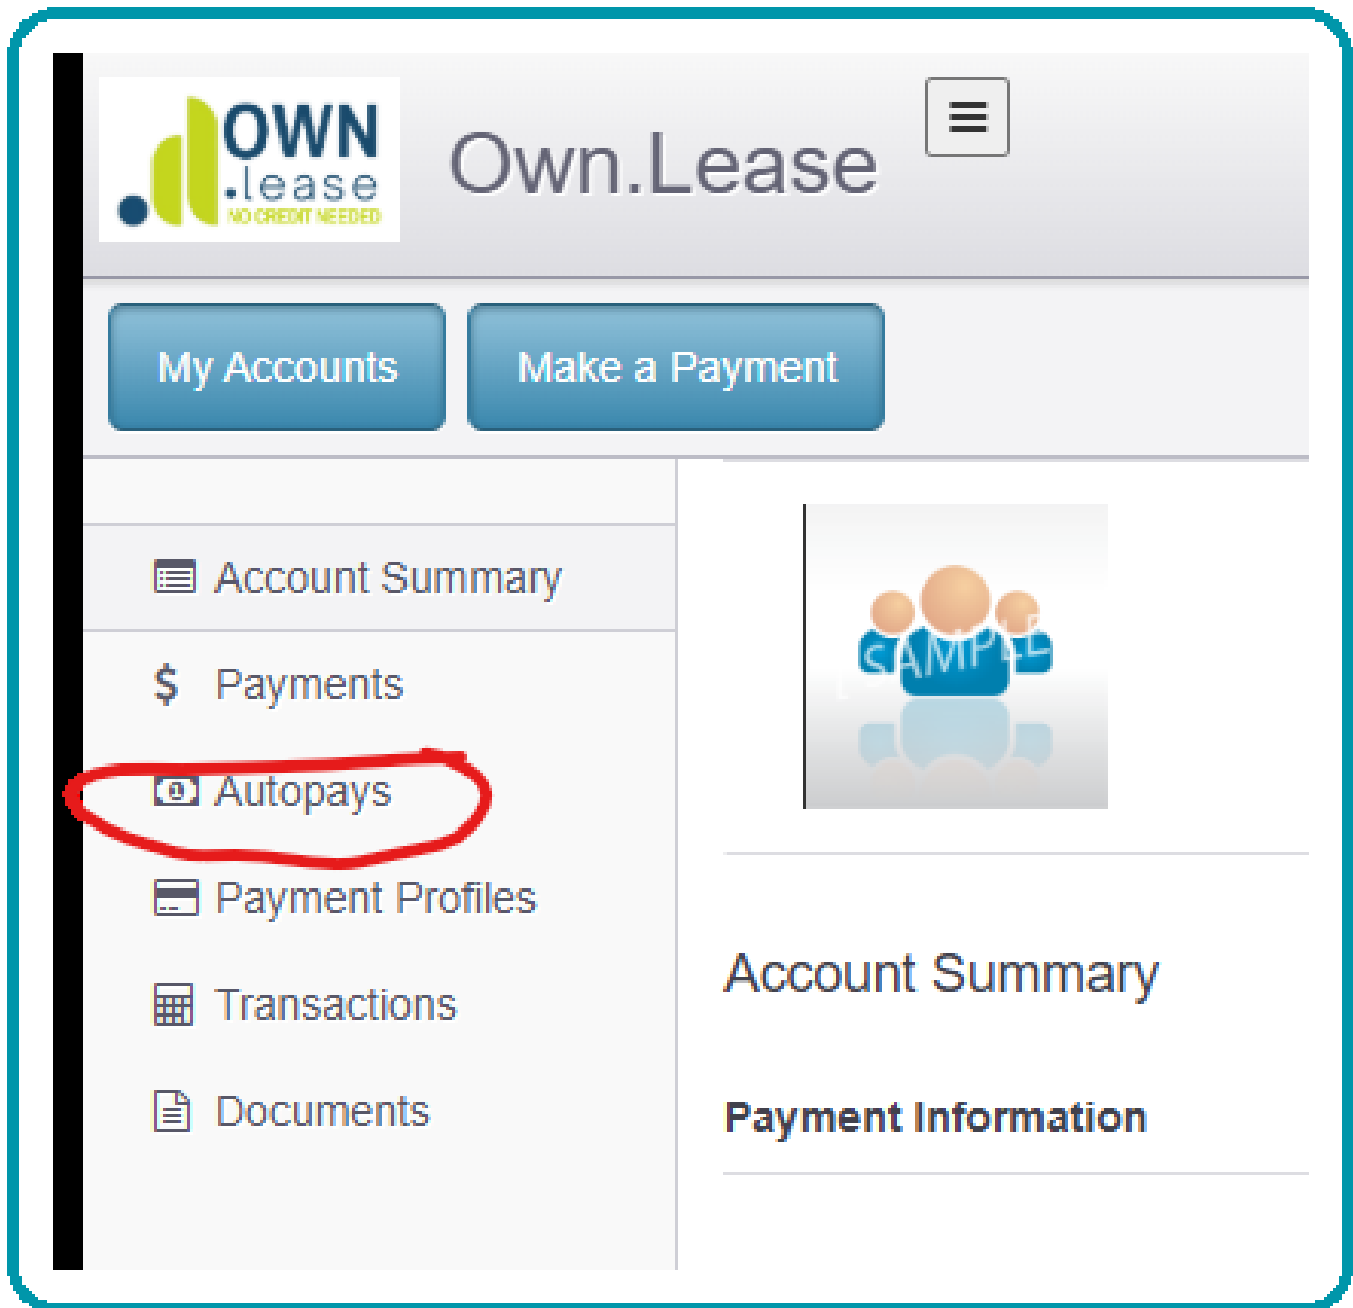 OWN
.lease
NO CREDIT NEEDED
Own.Lease
My Accounts
Make a Payment
Account Summary
$ Payments
Autopays
Payment Profiles
Transactions
Documents
SAMPLE
Account Summary
Payment Information